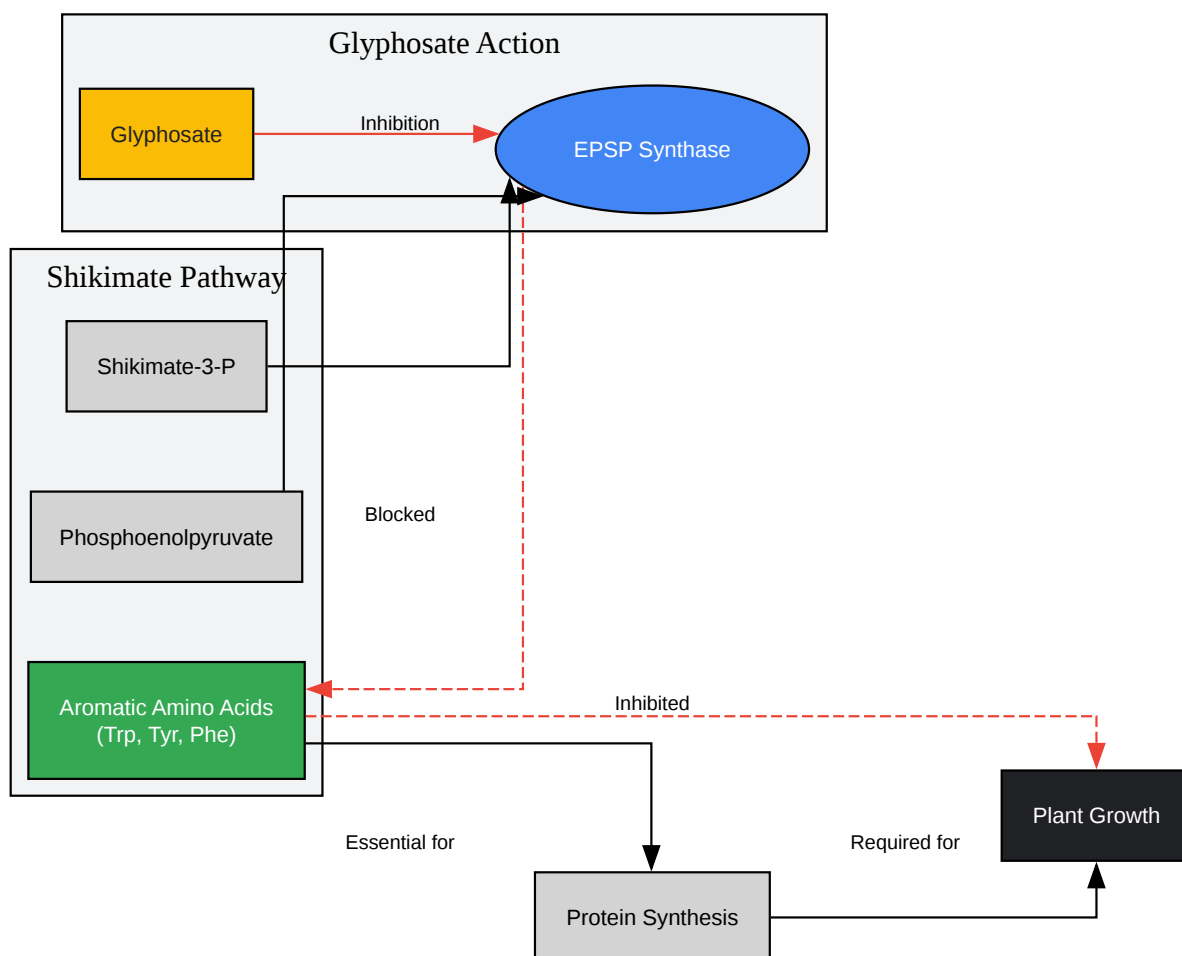 Glyphosate Action
Glyphosate
Inhibition
EPSP Synthase
Shikimate Pathway
Shikimate-3-P
Blocked
Phosphoenolpyruvate
Aromatic Amino Acids
(Trp, Tyr, Phe)
Inhibited
Plant Growth
Essential for
Required for
Protein Synthesis